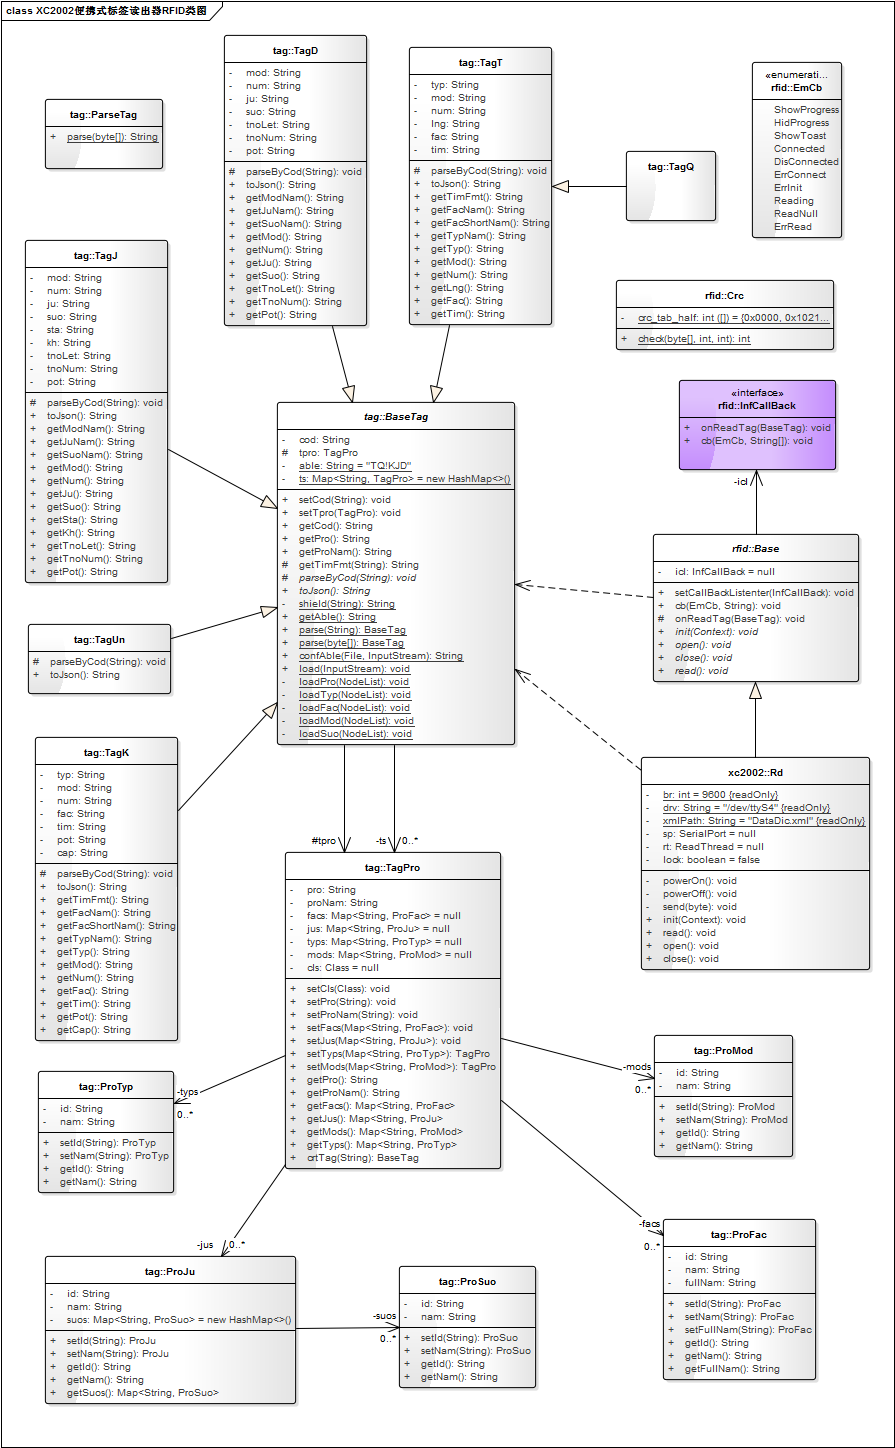 class XC2002便携式标签读出器RFID类图
tag::ParseTag
+ parse(byte[]): String
tag::TagD
- mod: String
- num: String
- ju: String
- suo: String
- tnoLet: String
- tnoNum: String
- pot: String
# parseByCod(String): void
+ toJson(): String
+ getModNam(): String
+ getJuNam(): String
+ getSuoNam(): String
+ getMod(): String
+ getNum(): String
+ getJu(): String
+ getSuo(): String
+ getTnoLet(): String
+ getTnoNum(): String
+ getPot(): String
tag::TagT
- typ: String
- mod: String
- num: String
- lng: String
- fac: String
- tim: String
# parseByCod(String): void
+ toJson(): String
+ getTimFmt(): String
+ getFacNam(): String
+ getFacShortNam(): String
+ getTypNam(): String
+ getTyp(): String
+ getMod(): String
+ getNum(): String
+ getLng(): String
+ getFac(): String
+ getTim(): String
tag::TagQ
«enumerati...
rfid::EmCb
ShowProgress
HidProgress
ShowToast
Connected
DisConnected
ErrConnect
ErrInit
Reading
ReadNull
ErrRead
tag::TagJ
- mod: String
- num: String
- ju: String
- suo: String
- sta: String
- kh: String
- tnoLet: String
- tnoNum: String
- pot: String
# parseByCod(String): void
+ toJson(): String
+ getModNam(): String
+ getJuNam(): String
+ getSuoNam(): String
+ getMod(): String
+ getNum(): String
+ getJu(): String
+ getSuo(): String
+ getSta(): String
+ getKh(): String
+ getTnoLet(): String
+ getTnoNum(): String
+ getPot(): String
rfid::Crc
- crc_tab_half: int ([]) = {0x0000, 0x1021...
+ check(byte[], int, int): int
«interface»
rfid::InfCallBack
+ onReadTag(BaseTag): void
+ cb(EmCb, String[]): void
-icl
tag::BaseTag
- cod: String
# tpro: TagPro
- able: String = "TQ!KJD"
- ts: Map<String, TagPro> = new HashMap<>()
+ setCod(String): void
+ setTpro(TagPro): void
+ getCod(): String
+ getPro(): String
+ getProNam(): String
# getTimFmt(String): String
# parseByCod(String): void
+ toJson(): String
- shield(String): String
+ getAble(): String
+ parse(String): BaseTag
+ parse(byte[]): BaseTag
+ confAble(File, InputStream): String
+ load(InputStream): void
- loadPro(NodeList): void
- loadTyp(NodeList): void
- loadFac(NodeList): void
- loadMod(NodeList): void
- loadSuo(NodeList): void
rfid::Base
- icl: InfCallBack = null
+ setCallBackListenter(InfCallBack): void
+ cb(EmCb, String): void
# onReadTag(BaseTag): void
+ init(Context): void
+ open(): void
+ close(): void
+ read(): void
tag::TagUn
# parseByCod(String): void
+ toJson(): String
tag::TagK
- typ: String
- mod: String
- num: String
- fac: String
- tim: String
- pot: String
- cap: String
# parseByCod(String): void
+ toJson(): String
+ getTimFmt(): String
+ getFacNam(): String
+ getFacShortNam(): String
+ getTypNam(): String
+ getTyp(): String
+ getMod(): String
+ getNum(): String
+ getFac(): String
+ getTim(): String
+ getPot(): String
+ getCap(): String
xc2002::Rd
- br: int = 9600 {readOnly}
- drv: String = "/dev/ttyS4" {readOnly}
- xmlPath: String = "DataDic.xml" {readOnly}
- sp: SerialPort = null
- rt: ReadThread = null
- lock: boolean = false
- powerOn(): void
- powerOff(): void
- send(byte): void
+ init(Context): void
+ read(): void
+ open(): void
+ close(): void
#tpro
-ts 0..*
tag::TagPro
- pro: String
- proNam: String
- facs: Map<String, ProFac> = null
- jus: Map<String, ProJu> = null
- typs: Map<String, ProTyp> = null
- mods: Map<String, ProMod> = null
- cls: Class = null
+ setCls(Class): void
+ setPro(String): void
+ setProNam(String): void
+ setFacs(Map<String, ProFac>): void
+ setJus(Map<String, ProJu>): void
+ setTyps(Map<String, ProTyp>): TagPro
+ setMods(Map<String, ProMod>): TagPro
+ getPro(): String
+ getProNam(): String
+ getFacs(): Map<String, ProFac>
+ getJus(): Map<String, ProJu>
+ getMods(): Map<String, ProMod>
+ getTyps(): Map<String, ProTyp>
+ crtTag(String): BaseTag
-typs
0..*
-mods
0..*
-facs
0..*
-jus 0..*
tag::ProTyp
- id: String
- nam: String
+ setId(String): ProTyp
+ setNam(String): ProTyp
+ getId(): String
+ getNam(): String
tag::ProMod
- id: String
- nam: String
+ setId(String): ProMod
+ setNam(String): ProMod
+ getId(): String
+ getNam(): String
tag::ProFac
- id: String
- nam: String
- fullNam: String
+ setId(String): ProFac
+ setNam(String): ProFac
+ setFullNam(String): ProFac
+ getId(): String
+ getNam(): String
+ getFullNam(): String
tag::ProJu
- id: String
- nam: String
- suos: Map<String, ProSuo> = new HashMap<>()
+ setId(String): ProJu
+ setNam(String): ProJu
+ getId(): String
+ getNam(): String
+ getSuos(): Map<String, ProSuo>
-suos
0..*
tag::ProSuo
- id: String
- nam: String
+ setId(String): ProSuo
+ setNam(String): ProSuo
+ getId(): String
+ getNam(): String